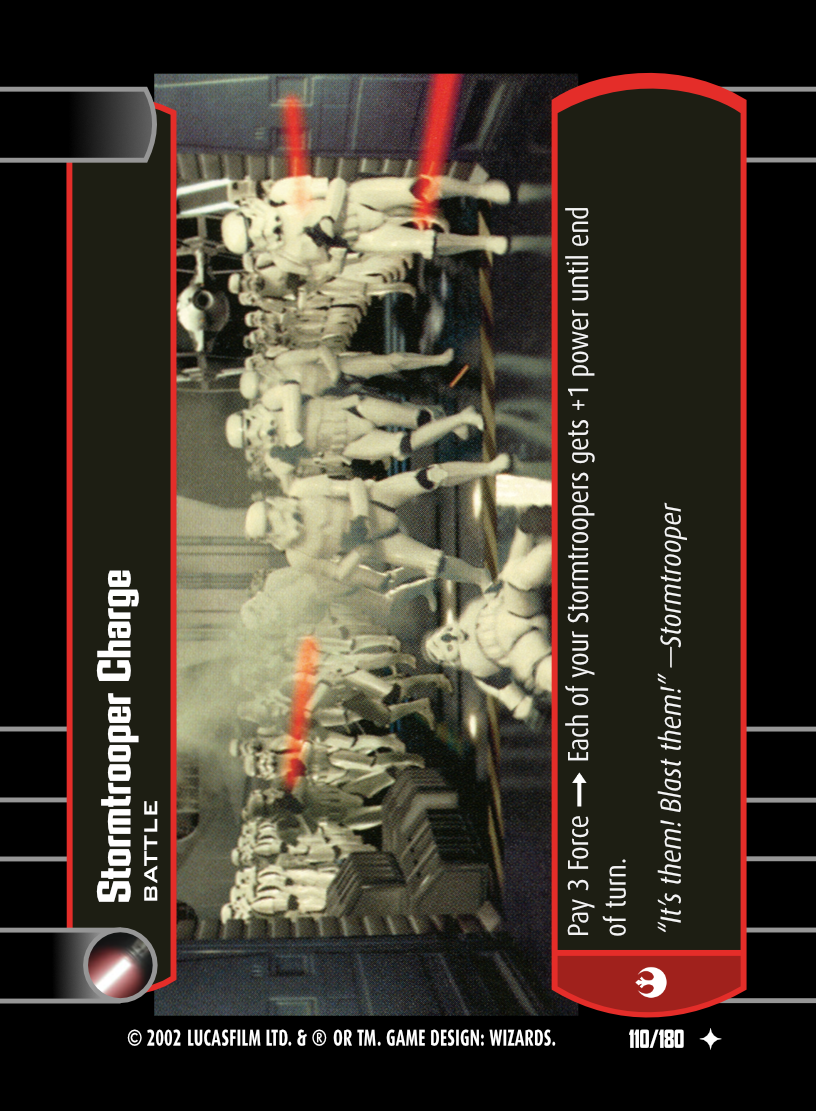 Stormtrooper Charge
BATTLE
Pay 3 Force → Each of your Stormtroopers gets +1 power until end
of turn.
“It’s them! Blast them!” —Stormtrooper
© 2002 LUCASFILM LTD. & ® OR TM. GAME DESIGN: WIZARDS.
110/180